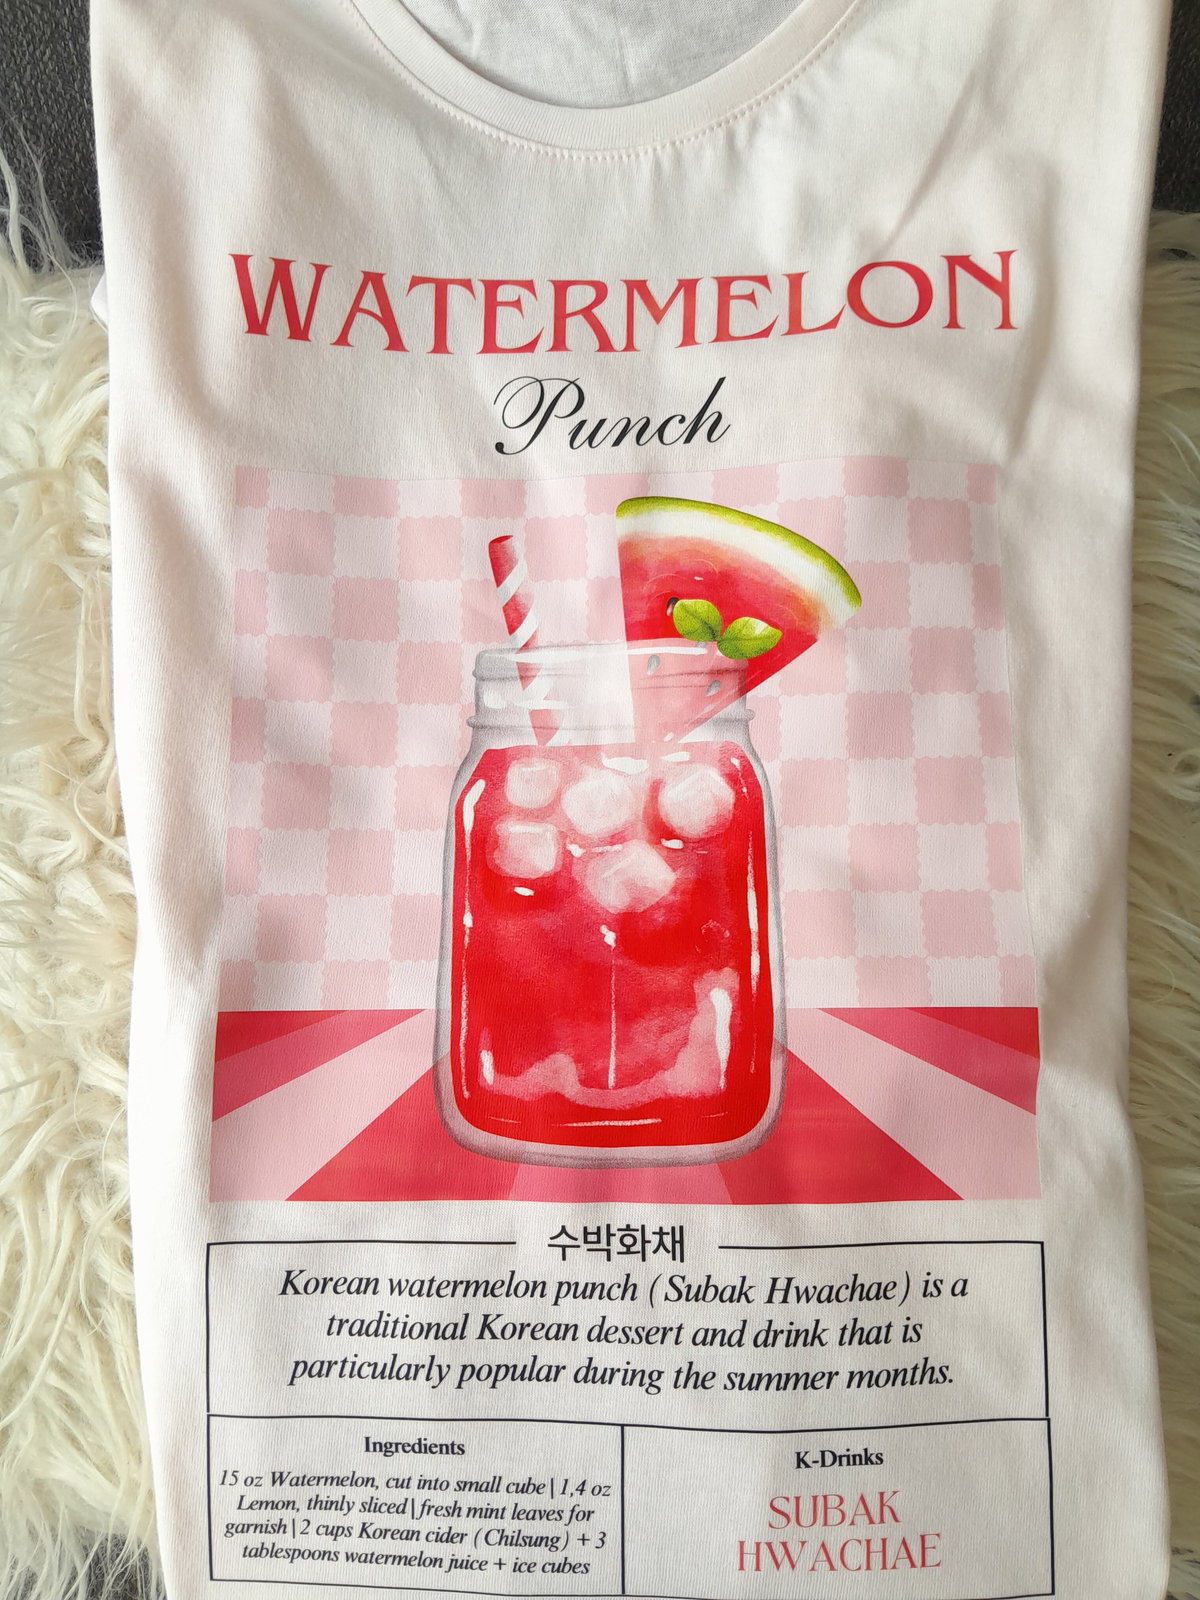 WATERMELON
Punch
수박화채
Korean watermelon punch (Subak Hwachae) is a
traditional Korean dessert and drink that is
particularly popular during the summer months.
Ingredients
15 oz Watermelon, cut into small cube | 1,4 oz
Lemon, thinly sliced | fresh mint leaves for
garnish | 2 cups Korean cider (Chilsung) + 3
tablespoons watermelon juice + ice cubes
K-Drinks
SUBAK
HWACHAE